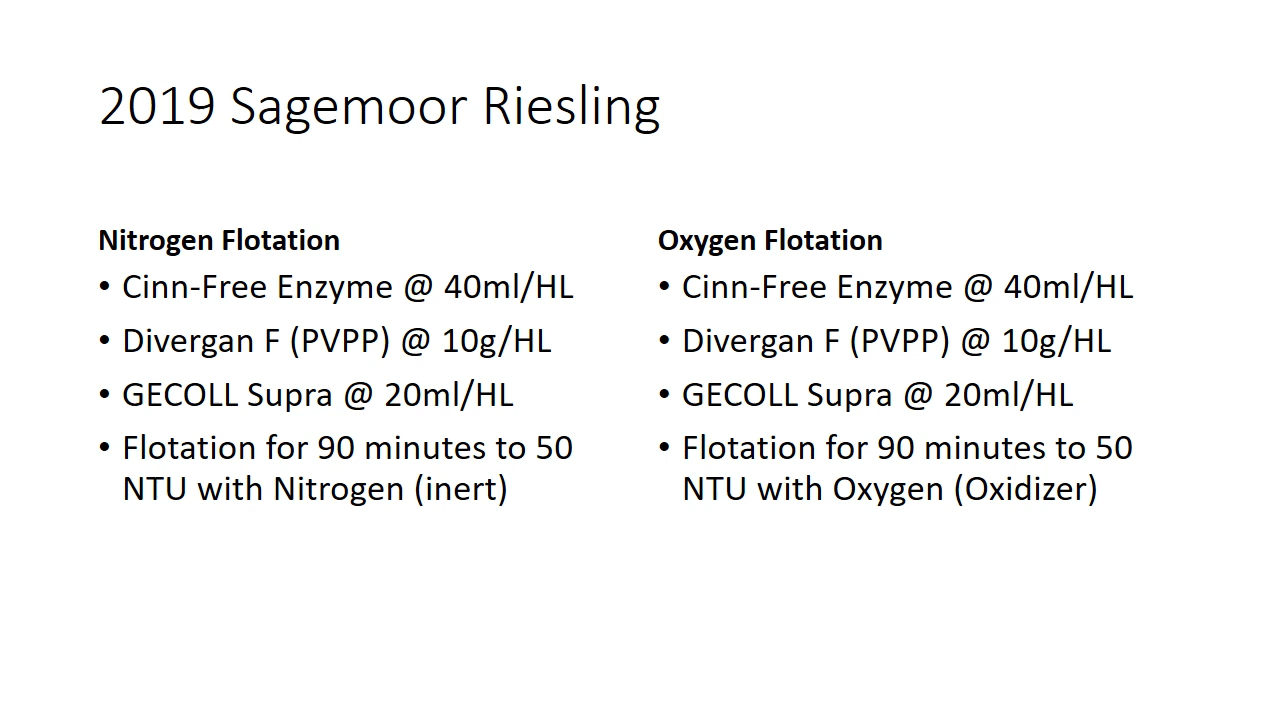 2019 Sagemoor Riesling
Nitrogen Flotation
• Cinn-Free Enzyme @ 40ml/HL
• Divergan F (PVPP) @ 10g/HL
• GECOLL Supra @ 20ml/HL
• Flotation for 90 minutes to 50
NTU with Nitrogen (inert)
Oxygen Flotation
• Cinn-Free Enzyme @ 40ml/HL
• Divergan F (PVPP) @ 10g/HL
• GECOLL Supra @ 20ml/HL
• Flotation for 90 minutes to 50
NTU with Oxygen (Oxidizer)